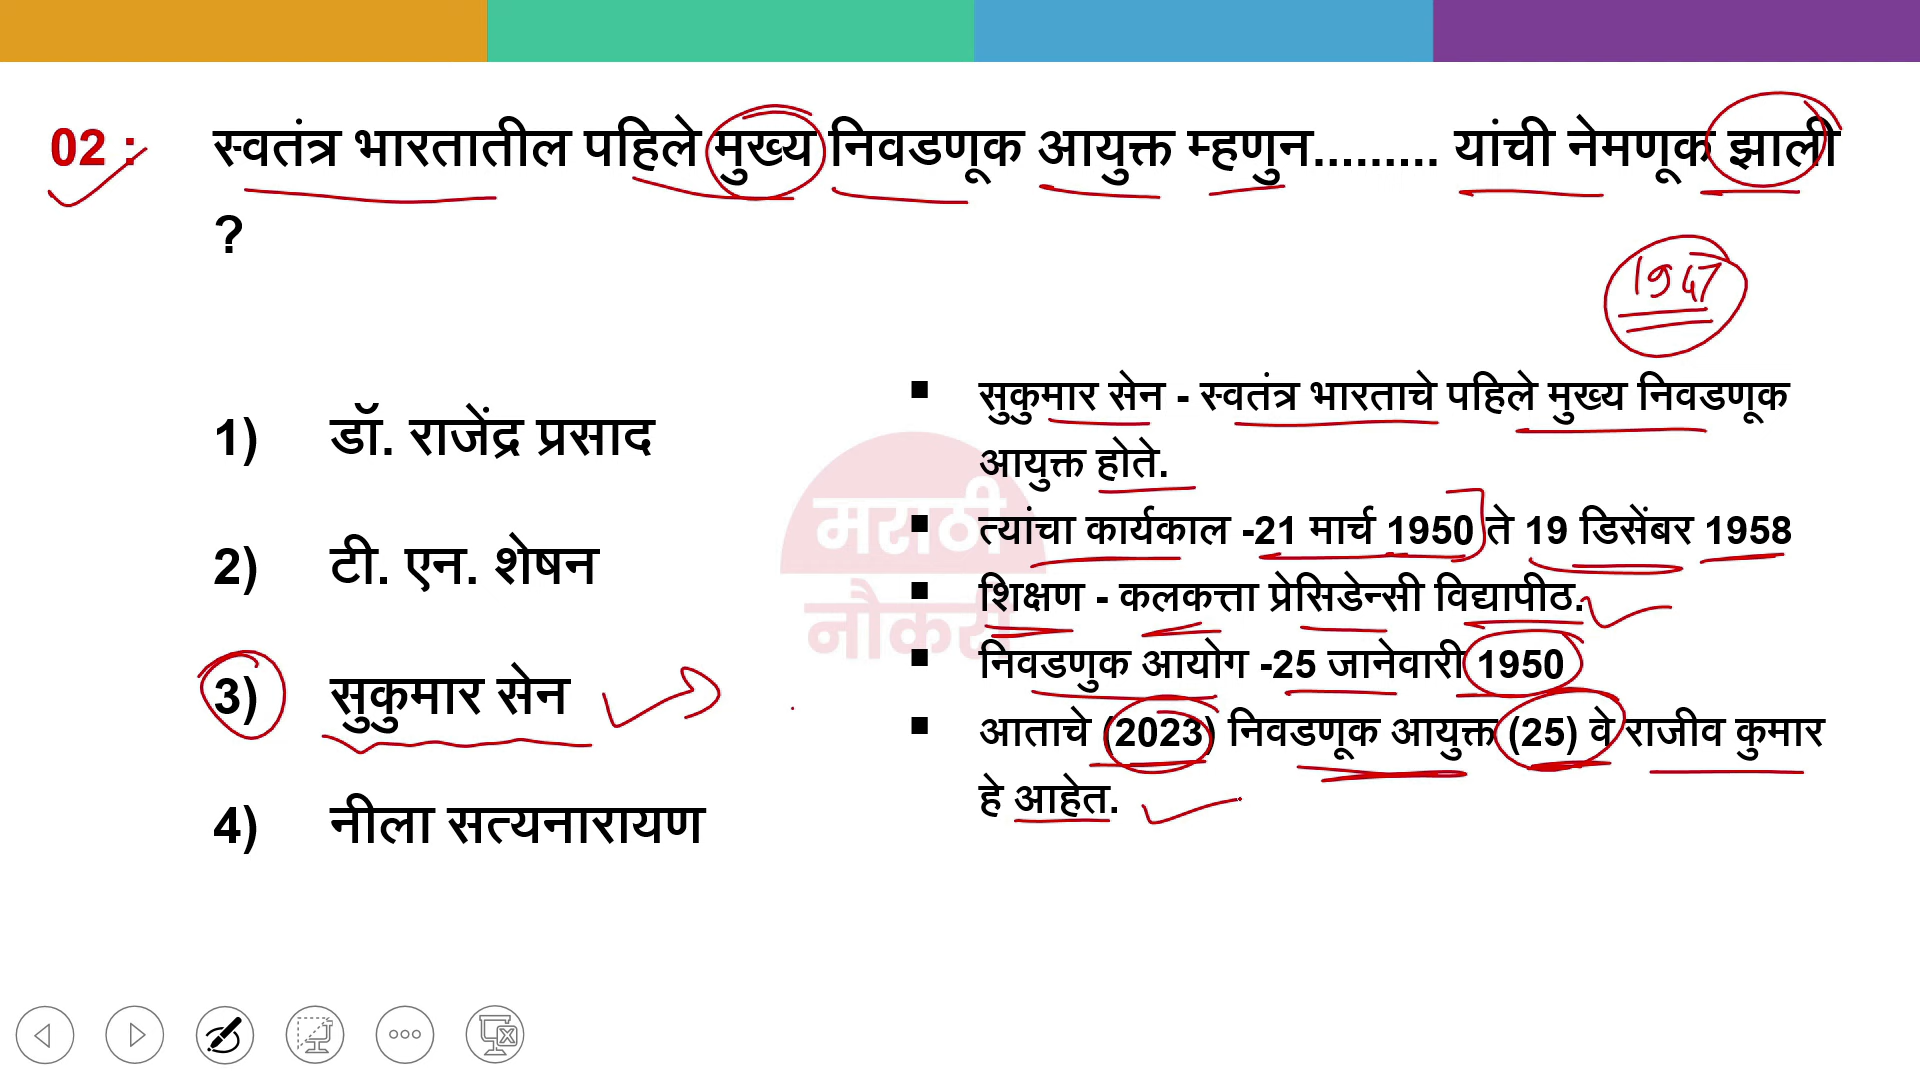 02 :
स्वतंत्र भारतातील पहिले मुख्य निवडणूक आयुक्त म्हणुन......... यांची नेमणूक झाली
?
1947
1) डॉ. राजेंद्र प्रसाद
2) टी. एन. शेषन
3) सुकुमार सेन
4) नीला सत्यनारायण
▪ सुकुमार सेन - स्वतंत्र भारताचे पहिले मुख्य निवडणूक
आयुक्त होते.
▪ त्यांचा कार्यकाल -21 मार्च 1950 ते 19 डिसेंबर 1958
▪ शिक्षण - कलकत्ता प्रेसिडेन्सी विद्यापीठ.
▪ निवडणुक आयोग -25 जानेवारी 1950
▪ आताचे (2023) निवडणूक आयुक्त (25) वे राजीव कुमार
हे आहेत.
मराठी
नौकरी